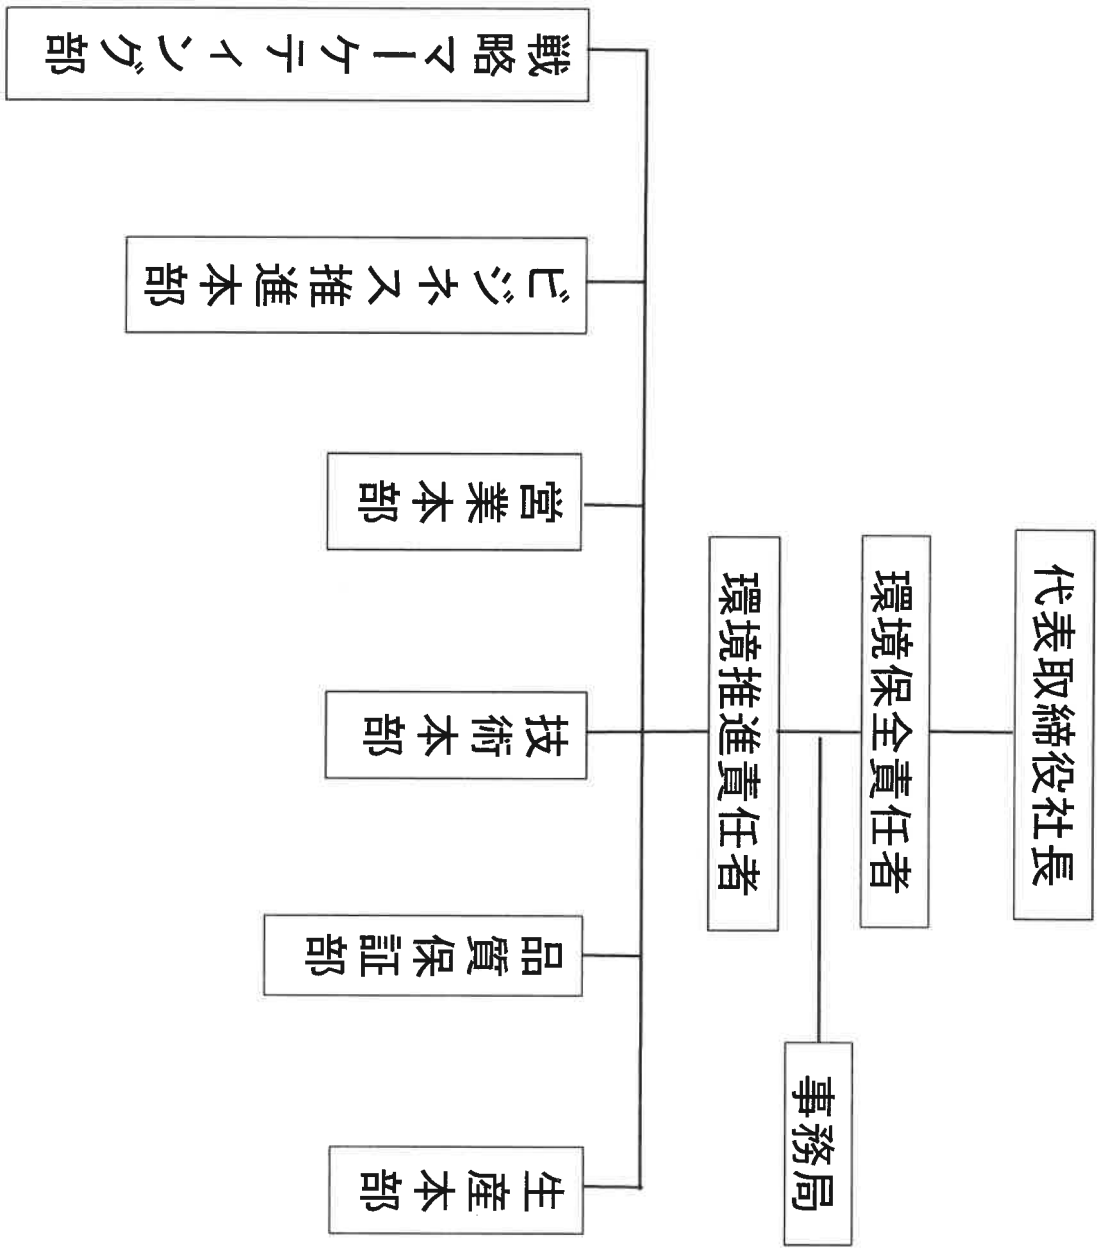 代表取締役社長
環境保全責任者
事務局
環境推進責任者
戦略マーケティング部
ビジネス推進本部
営業本部
技術本部
品質保証部
生産本部